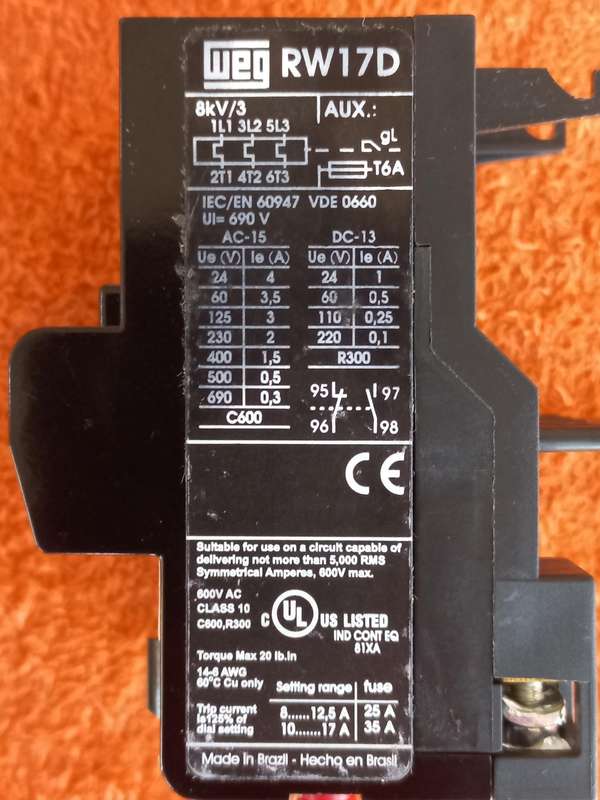 WEG RW17D
8kV/3 AUX.:
1L1 3L2 5L3
gL
T6A
2T1 4T2 6T3
IEC/EN 60947 VDE 0660
UI= 690 V
AC-15 DC-13
Ue (V) Ie (A) Ue (V) Ie (A)
24 4 24 1
60 3,5 60 0,5
125 3 110 0,25
230 2 220 0,1
400 1,5 R300
500 0,5
690 0,3
C600
95 97
96 98
CE
Suitable for use on a circuit capable of
delivering not more than 5,000 RMS
Symmetrical Amperes, 600V max.
600V AC
CLASS 10
C600,R300
C UL US LISTED
IND CONT EQ
81XA
Torque Max 20 lb.in
14-6 AWG
60°C Cu only
Setting range fuse
Trip current
is125% of
dial setting
8......12,5 A 25 A
10.......17 A 35 A
Made in Brazil - Hecho en Brasil